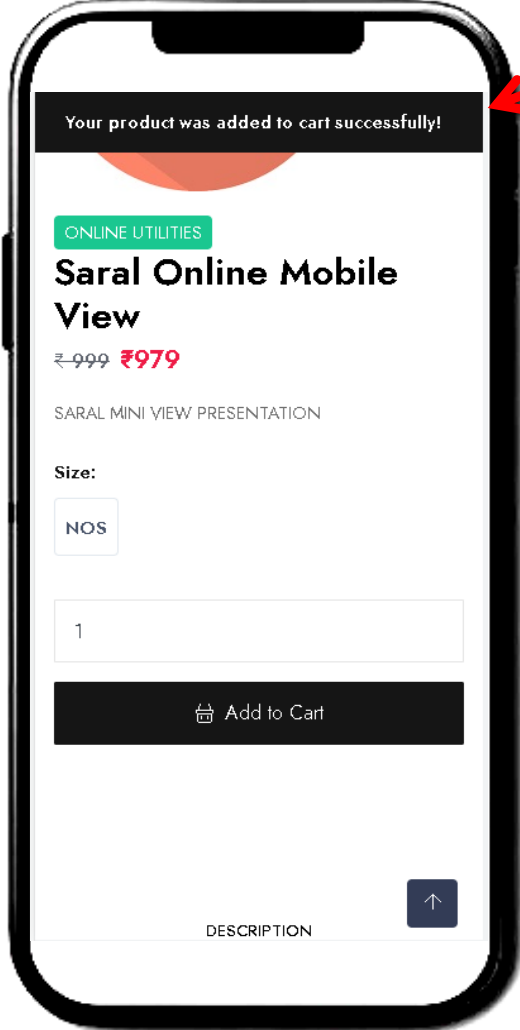 Your product was added to cart successfully!
ONLINE UTILITIES
Saral Online Mobile
View
₹ 999 ₹979
SARAL MINI VIEW PRESENTATION
Size:
NOS
1
Add to Cart
DESCRIPTION